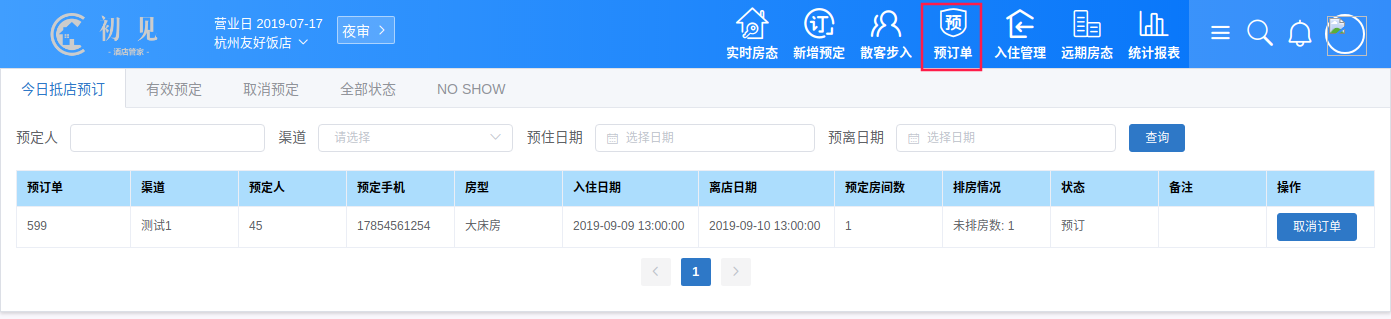 初 见
- 酒店管家 -
营业日 2019-07-17
杭州友好饭店
夜审
实时房态
订
新增预定
散客步入
预
预订单
入住管理
远期房态
统计报表
今日抵店预订 有效预定 取消预定 全部状态 NO SHOW
预定人 渠道 请选择 预住日期 选择日期 预离日期 选择日期 查询
预订单 渠道 预定人 预定手机 房型 入住日期 离店日期 预定房间数 排房情况 状态 备注 操作
599 测试1 45 17854561254 大床房 2019-09-09 13:00:00 2019-09-10 13:00:00 1 未排房数: 1 预订 取消订单
1